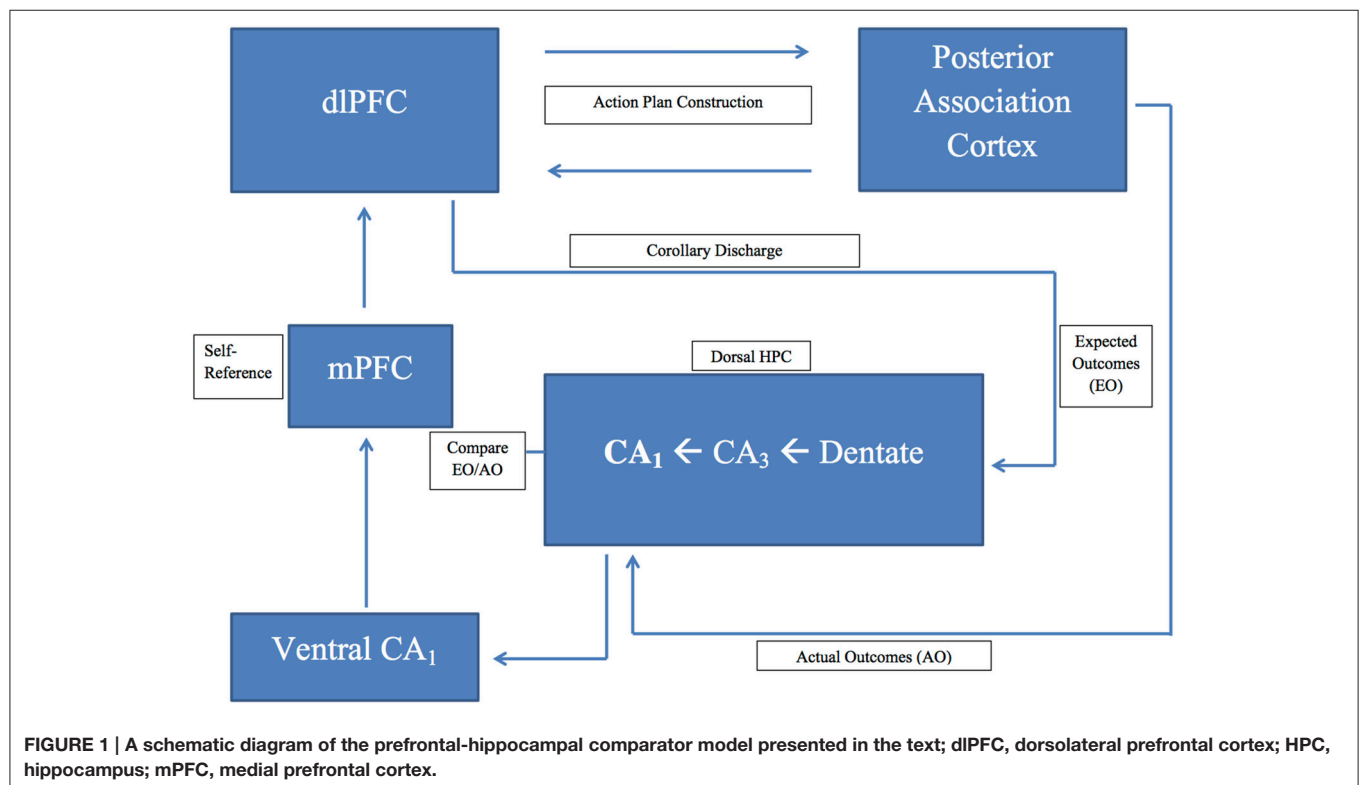 dlPFC
Action Plan Construction
Posterior
Association
Cortex
Corollary Discharge
Self-
Reference
mPFC
Dorsal HPC
Expected
Outcomes
(EO)
Compare
EO/AO
CA₁ ← CA₃ ← Dentate
Ventral CA₁
Actual Outcomes (AO)
FIGURE 1 | A schematic diagram of the prefrontal-hippocampal comparator model presented in the text; dlPFC, dorsolateral prefrontal cortex; HPC,
hippocampus; mPFC, medial prefrontal cortex.